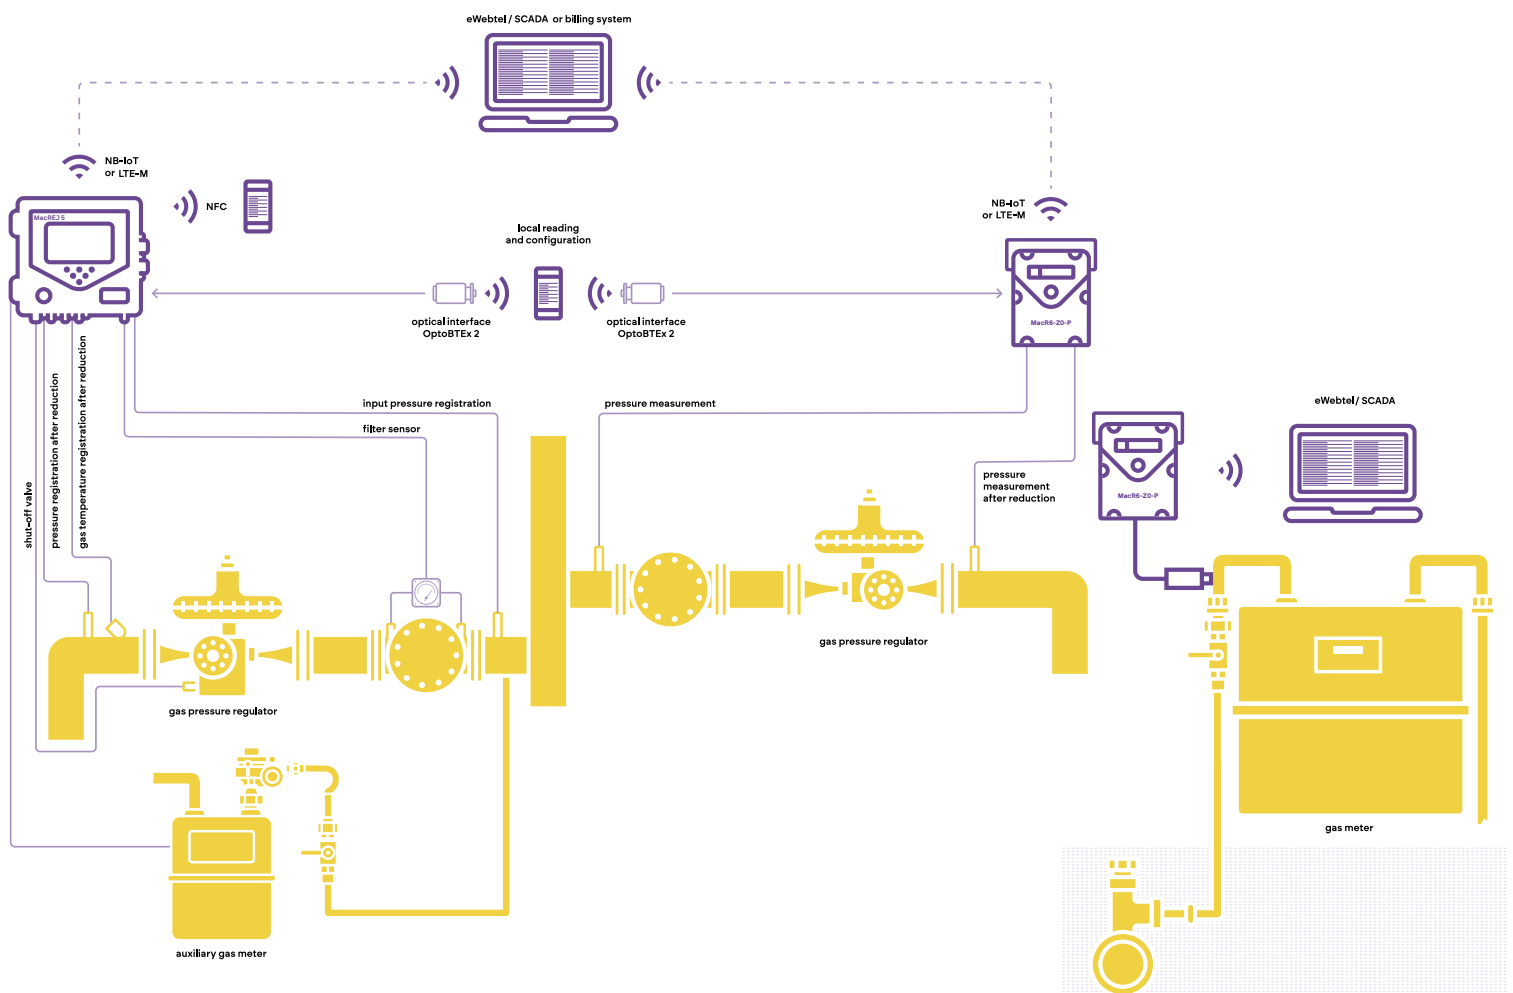 eWebtel / SCADA or billing system
NB-IoT
or LTE-M
NFC
MacREJ 5
local reading
and configuration
NB-IoT
or LTE-M
optical interface
OptoBTEx 2
optical interface
OptoBTEx 2
MacR6-Z0-P
shut-off valve
pressure registration after reduction
gas temperature registration after reduction
input pressure registration
filter sensor
pressure measurement
pressure
measurement
after reduction
eWebtel / SCADA
MacR6-Z0-P
gas pressure regulator
gas pressure regulator
gas meter
auxiliary gas meter